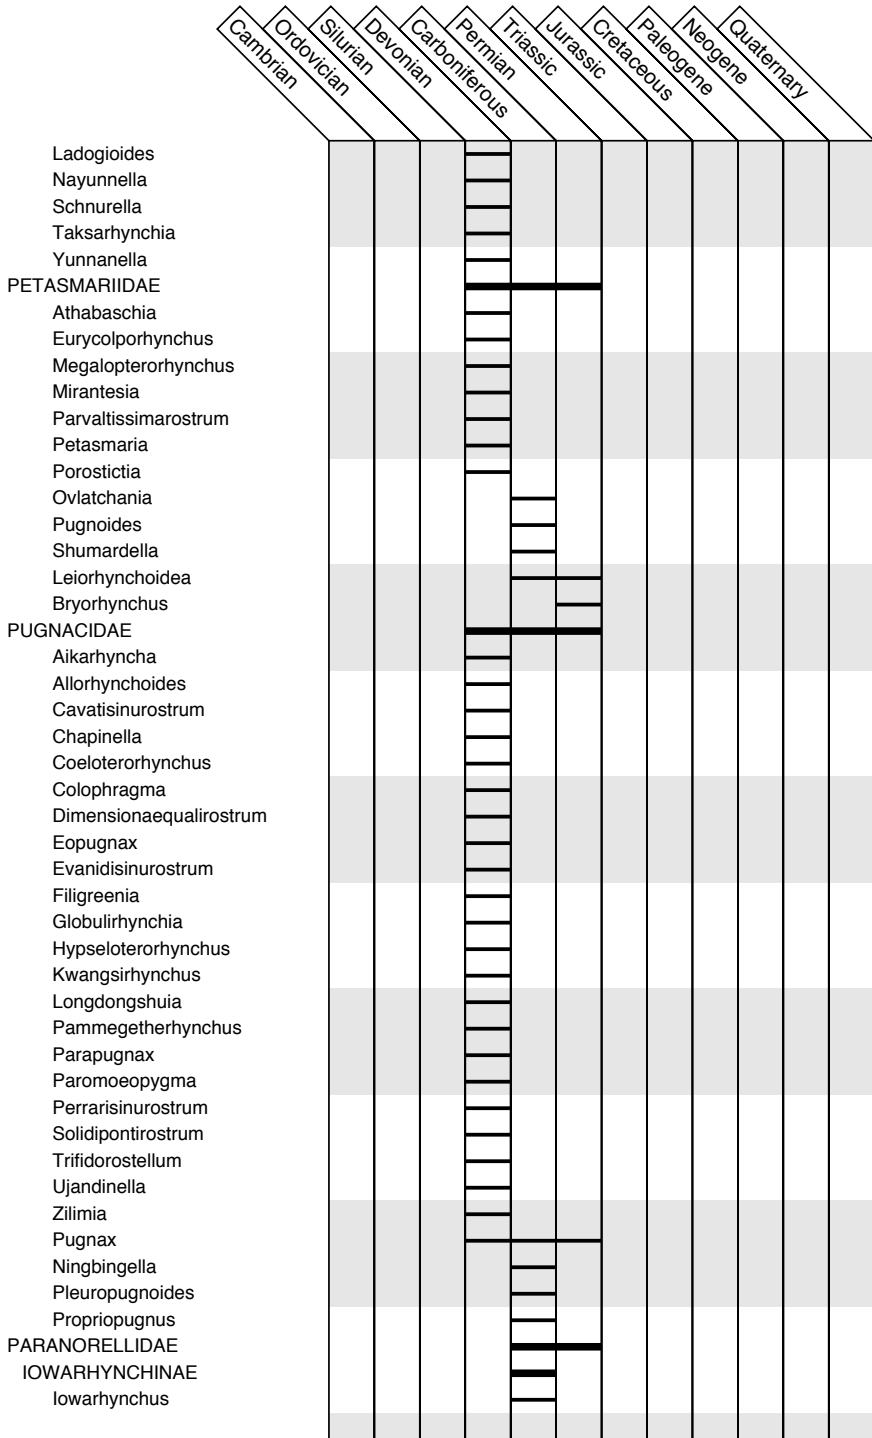 Cambrian
Ordovician
Silurian
Devonian
Carboniferous
Permian
Triassic
Jurassic
Cretaceous
Paleogene
Neogene
Quaternary
Ladogioides
Nayunnella
Schnurella
Taksarhynchia
Yunnanella
PETASMARIIDAE
Athabaschia
Eurycolporhynchus
Megalopterorhynchus
Mirantesia
Parvaltissimarostrum
Petasmaria
Porostictia
Ovlatchania
Pugnoides
Shumardella
Leiorhynchoidea
Bryorhynchus
PUGNACIDAE
Aikarhyncha
Allorhynchoides
Cavatisinurostrum
Chapinella
Coeloterorhynchus
Colophragma
Dimensionaequalirostrum
Eopugnax
Evanidisinurostrum
Filigreenia
Globulirhynchia
Hypseloterorhynchus
Kwangsirhynchus
Longdongshuia
Pammegetherhynchus
Parapugnax
Paromoeopygma
Perrarisinurostrum
Solidipontirostrum
Trifidorostellum
Ujandinella
Zilimia
Pugnax
Ningbingella
Pleuropugnoides
Propriopugnus
PARANORELLIDAE
IOWARHYNCHINAE
Iowarhynchus